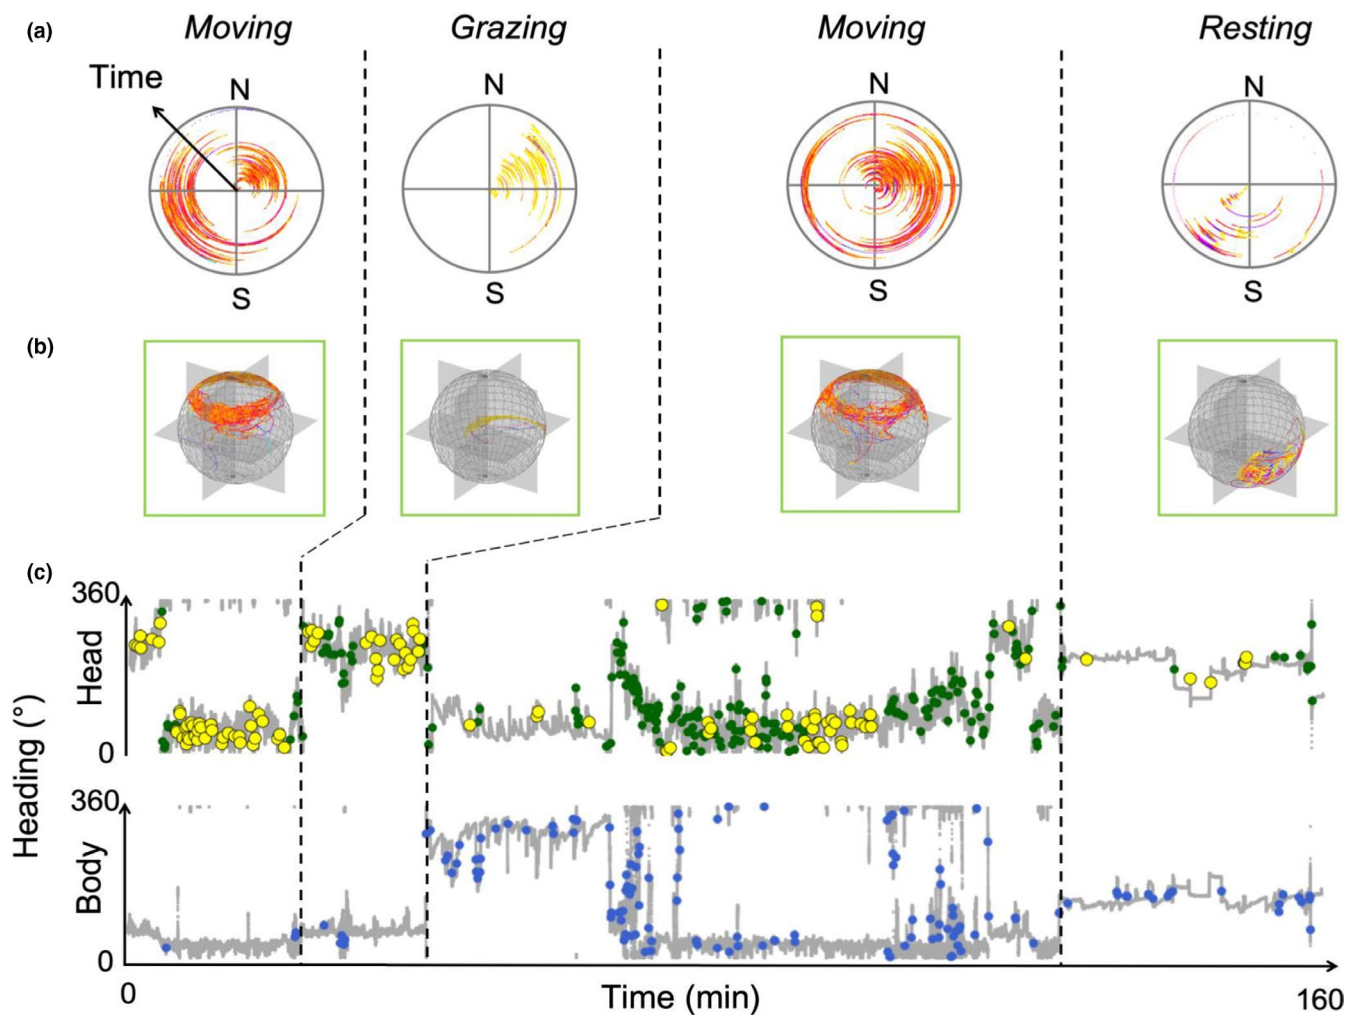 (a)
Moving
Grazing
Moving
Resting
Time
N
N
N
N
S
S
S
S
(b)
(c)
Heading (°)
Head
360
0
Body
360
0
0
Time (min)
160